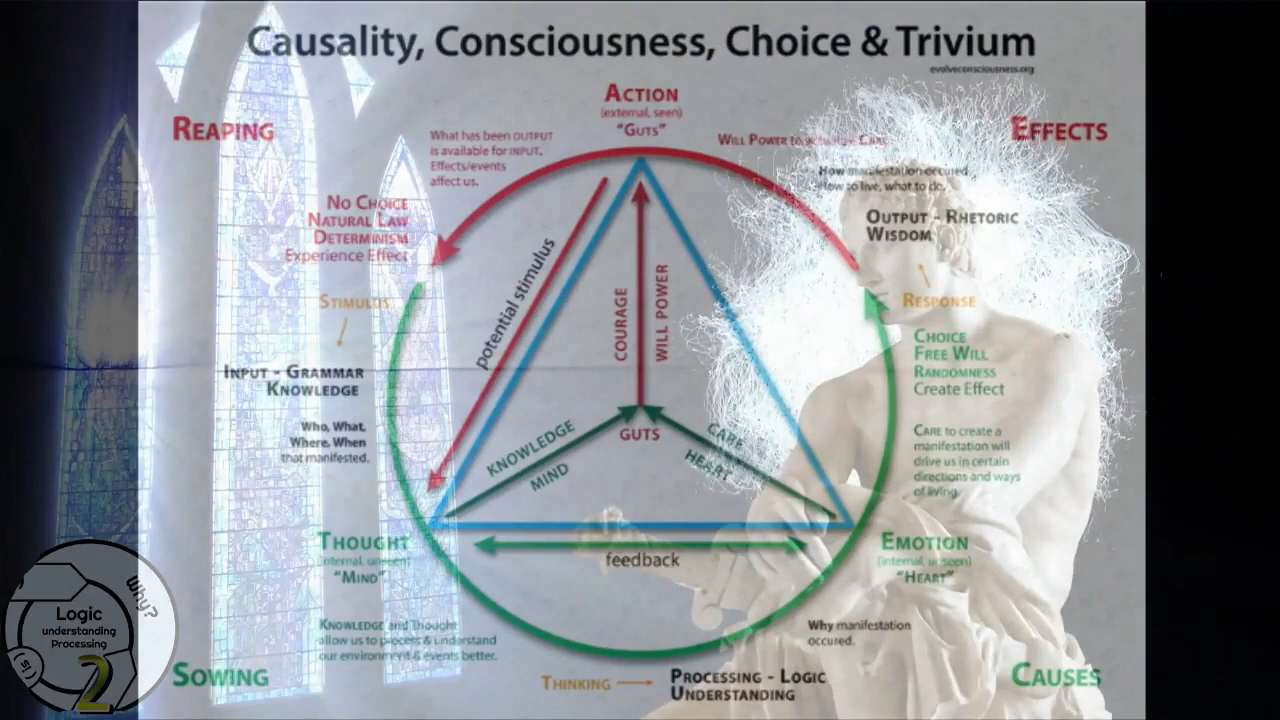 Causality, Consciousness, Choice & Trivium
evolveconsciousness.org
ACTION
(external, seen)
"GUTS"
REAPING
EFFECTS
What has been OUTPUT
is available for INPUT.
Effects/events
affect us.
WILL POWER to
How manifestation occured
How to live, what to do.
NO CHOICE
NATURAL LAW
DETERMINISM
Experience Effect
OUTPUT - RHETORIC
WISDOM
STIMULUS
RESPONSE
potential stimulus
COURAGE
WILL POWER
INPUT - GRAMMAR
KNOWLEDGE
CHOICE
FREE WILL
RANDOMNESS
Create Effect
Who, What,
Where, When
that manifested.
KNOWLEDGE
MIND
GUTS
CARE
HEART
CARE to create a
manifestation will
drive us in certain
directions and ways
of living.
THOUGHT
(internal, unseen)
"MIND"
feedback
EMOTION
(internal, unseen)
"HEART"
KNOWLEDGE and Thought
allow us to process & understand
our environment & events better.
Why manifestation
occured.
SOWING
THINKING
PROCESSING - LOGIC
UNDERSTANDING
CAUSES
Why?
Logic
understanding
Processing
(is)
2